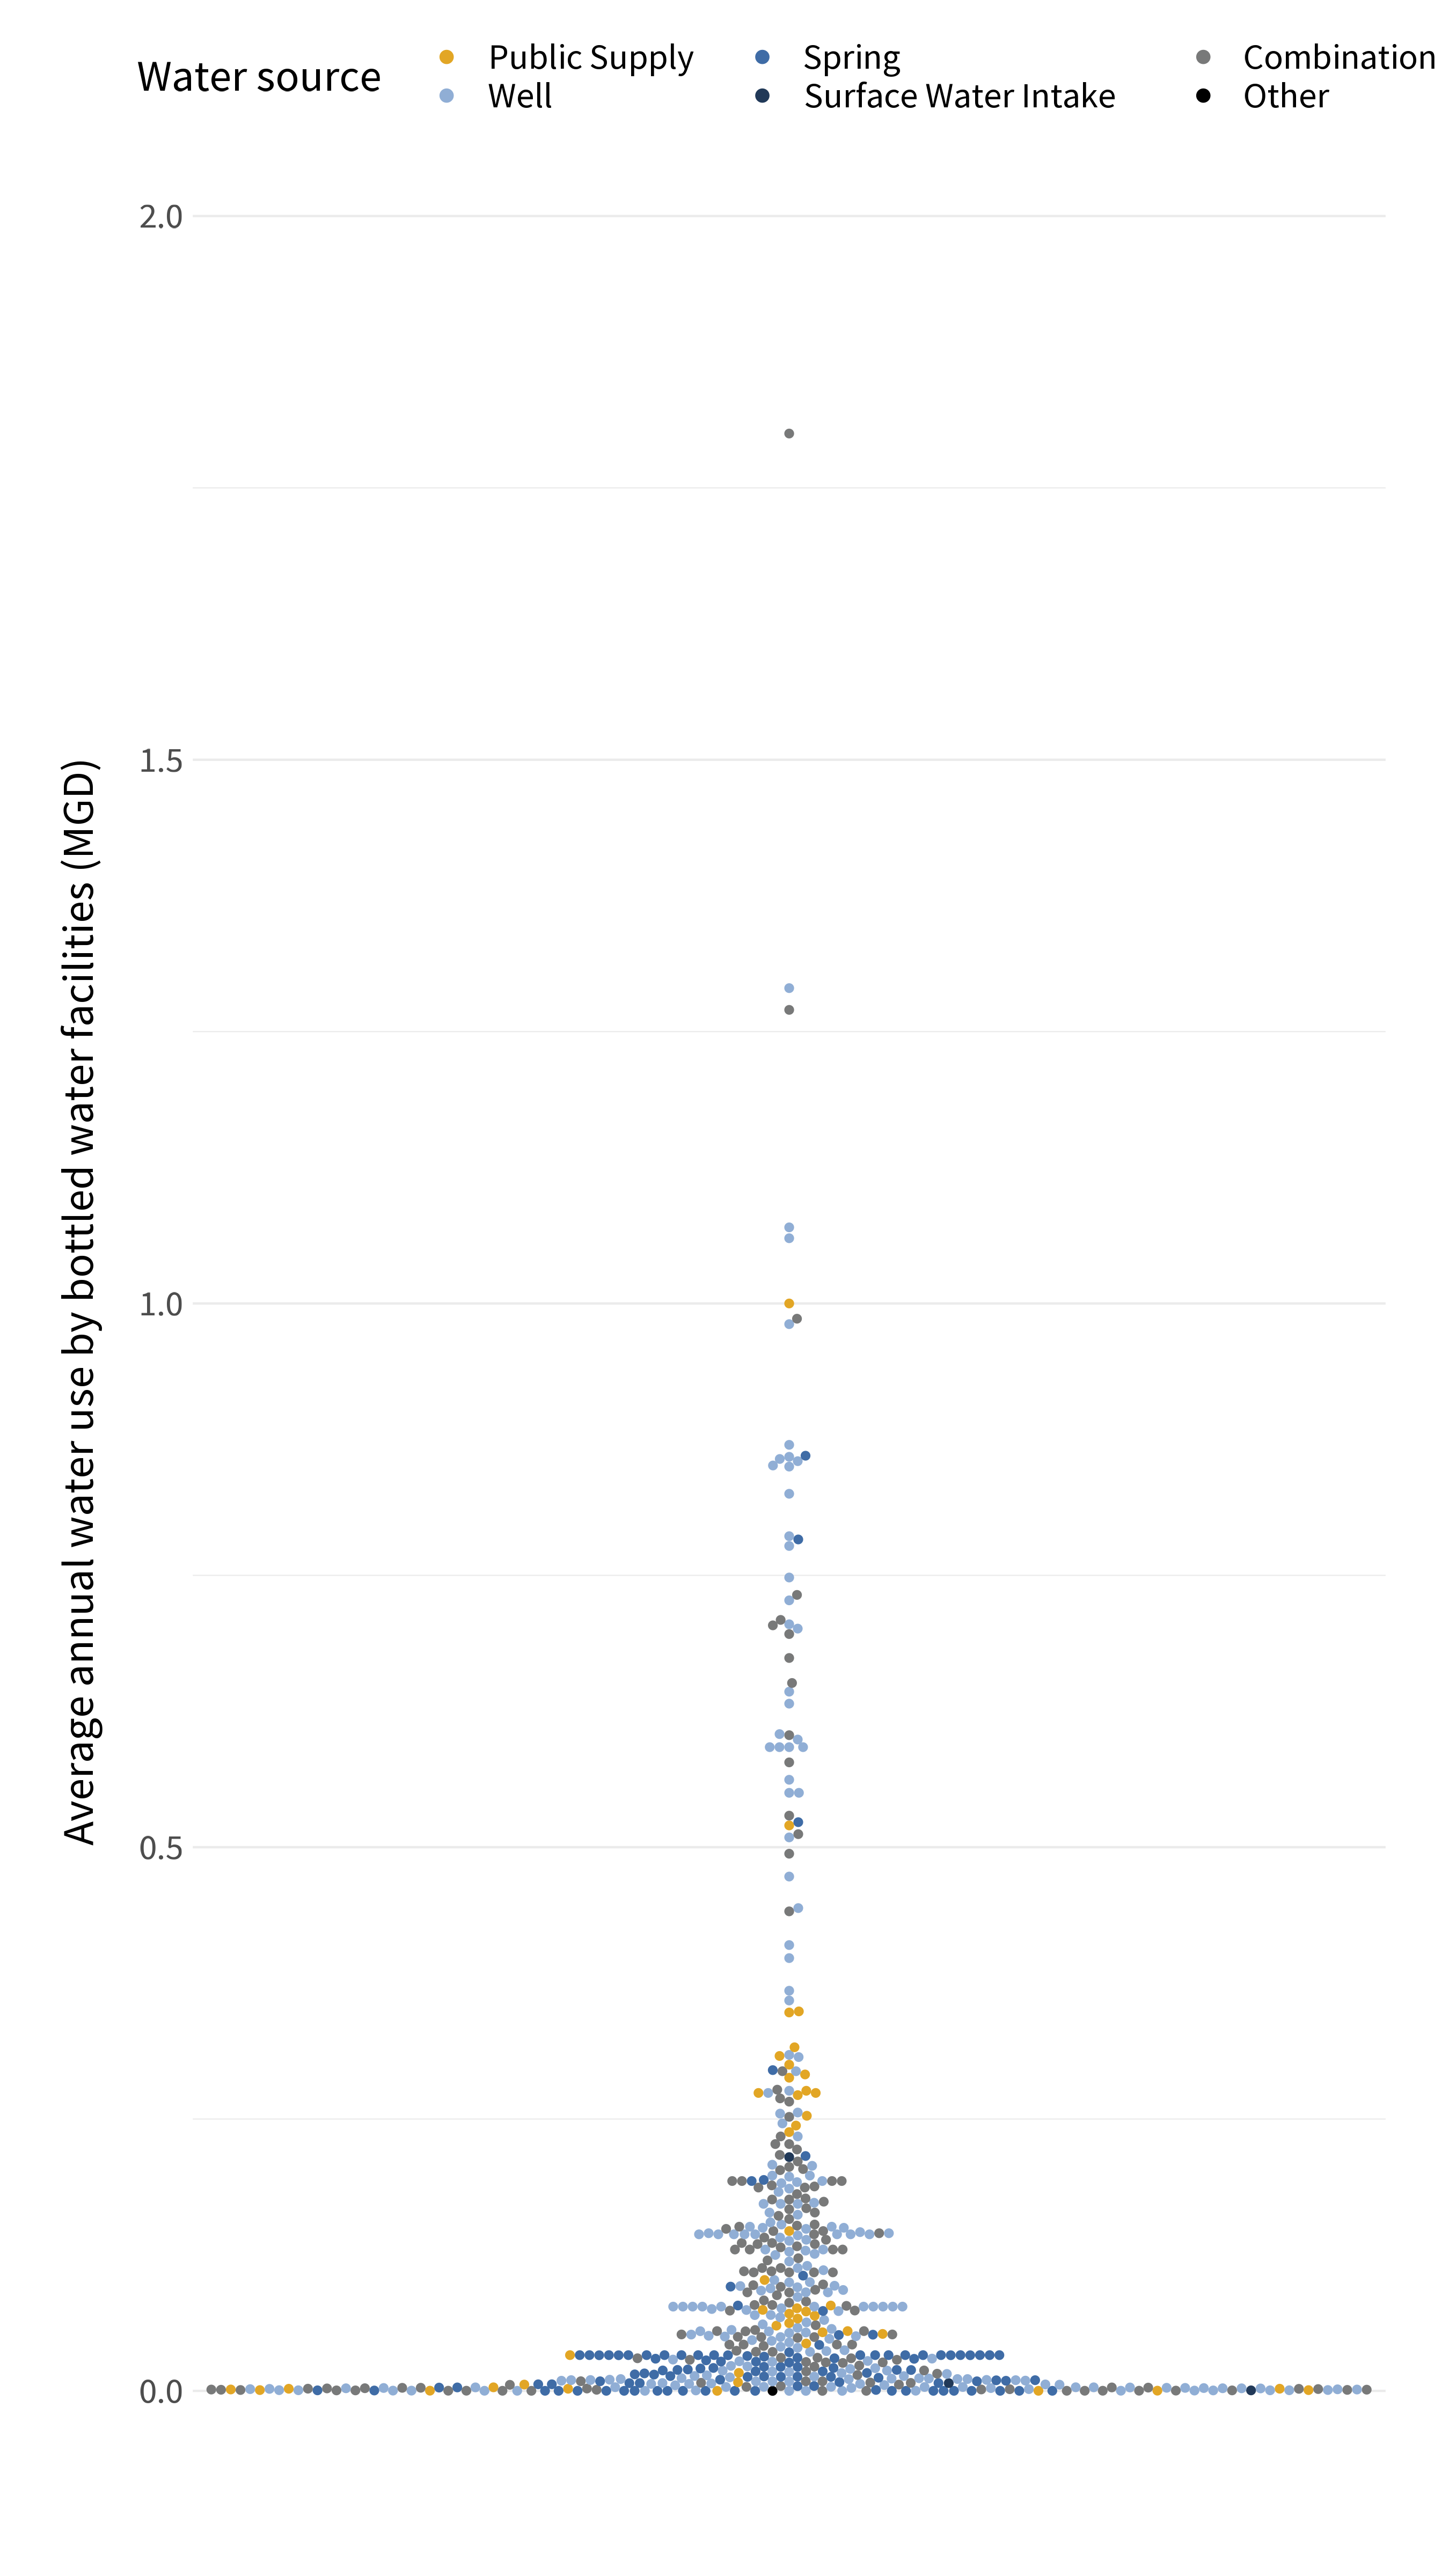 Water source
Public Supply
Well
Spring
Surface Water Intake
Combination
Other
2.0
1.5
1.0
0.5
0.0
Average annual water use by bottled water facilities (MGD)